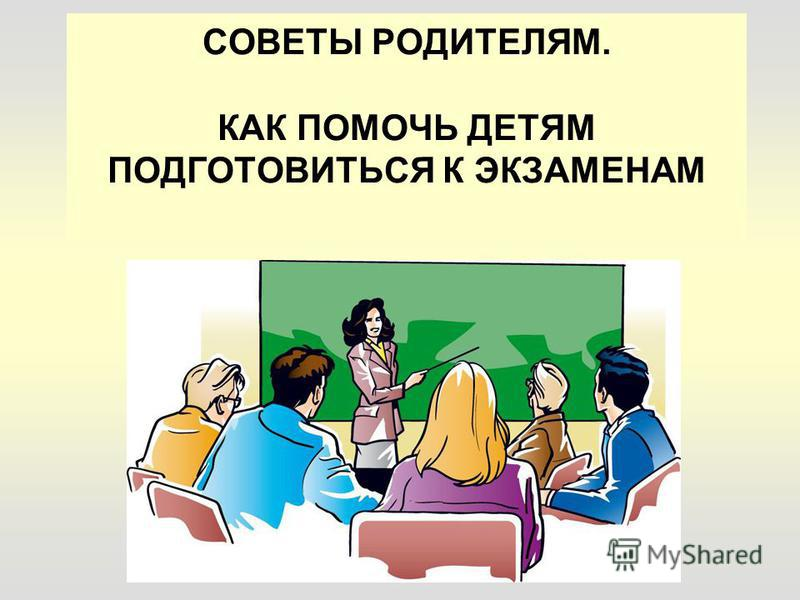 СОВЕТЫ РОДИТЕЛЯМ.
КАК ПОМОЧЬ ДЕТЯМ
ПОДГОТОВИТЬСЯ К ЭКЗАМЕНАМ
MyShared